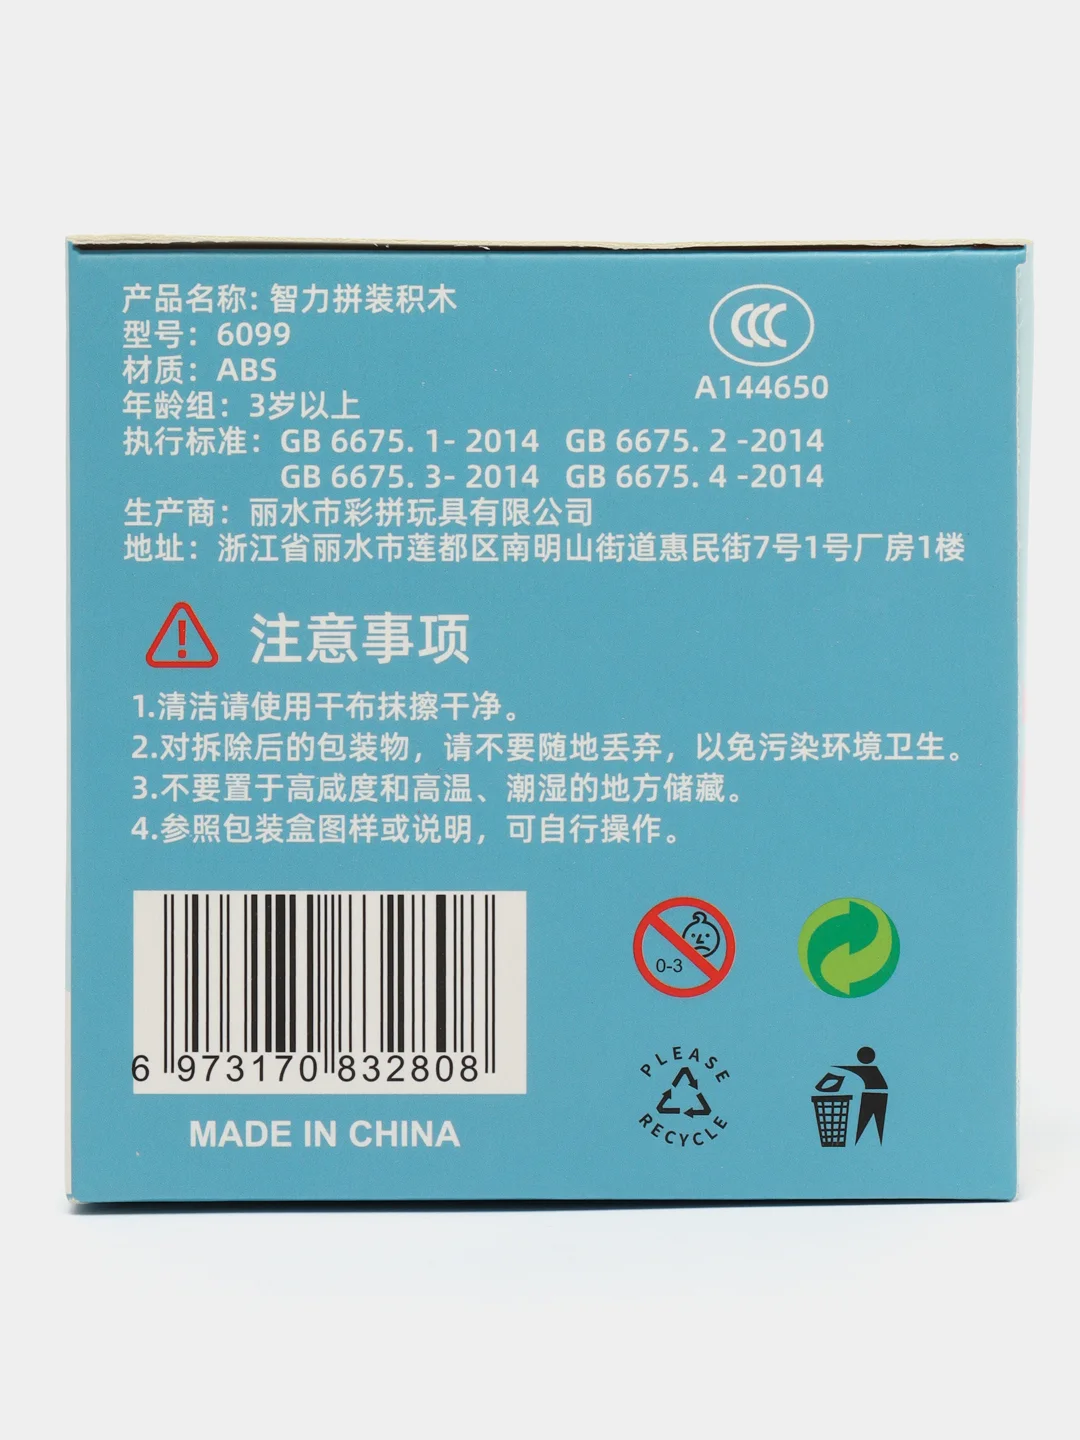 产品名称: 智力拼装积木
型号: 6099
材质: ABS
年龄组: 3岁以上
执行标准: GB 6675. 1- 2014 GB 6675. 2 -2014
GB 6675. 3- 2014 GB 6675. 4 -2014
生产商: 丽水市彩拼玩具有限公司
地址: 浙江省丽水市莲都区南明山街道惠民街7号1号厂房1楼
CCC
A144650
注意事项
1.清洁请使用干布抹擦干净。
2.对拆除后的包装物，请不要随地丢弃，以免污染环境卫生。
3.不要置于高咸度和高温、潮湿的地方储藏。
4.参照包装盒图样或说明，可自行操作。
6 973170 832808
MADE IN CHINA
0-3
PLEASE
RECYCLE